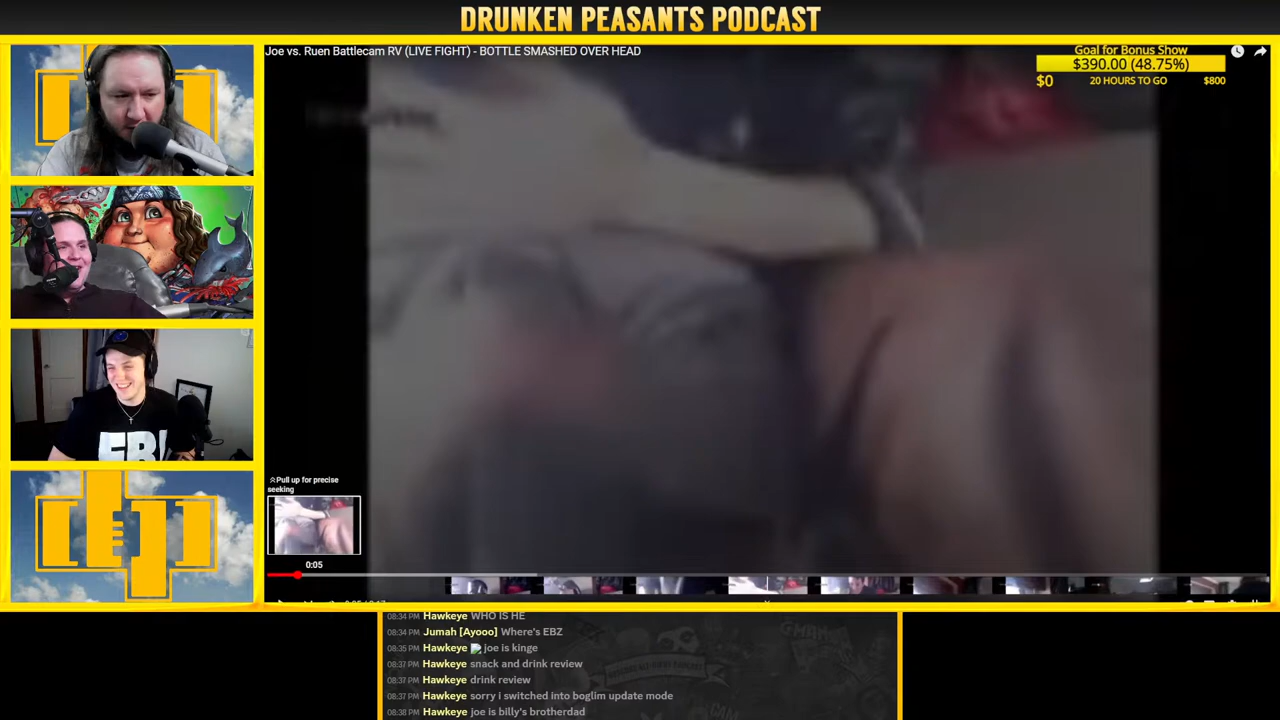 DRUNKEN PEASANTS PODCAST
Joe vs. Ruen Battlecam RV (LIVE FIGHT) - BOTTLE SMASHED OVER HEAD
Goal for Bonus Show
$390.00 (48.75%)
$0 20 HOURS TO GO $800
Pull up for precise
seeking
0:05
08:34 PM Hawkeye WHO IS HE
08:34 PM Jumah [Ayooo] Where's EBZ
08:35 PM Hawkeye joe is kinge
08:37 PM Hawkeye snack and drink review
08:37 PM Hawkeye drink review
08:37 PM Hawkeye sorry i switched into boglim update mode
08:38 PM Hawkeye joe is billy's brotherdad